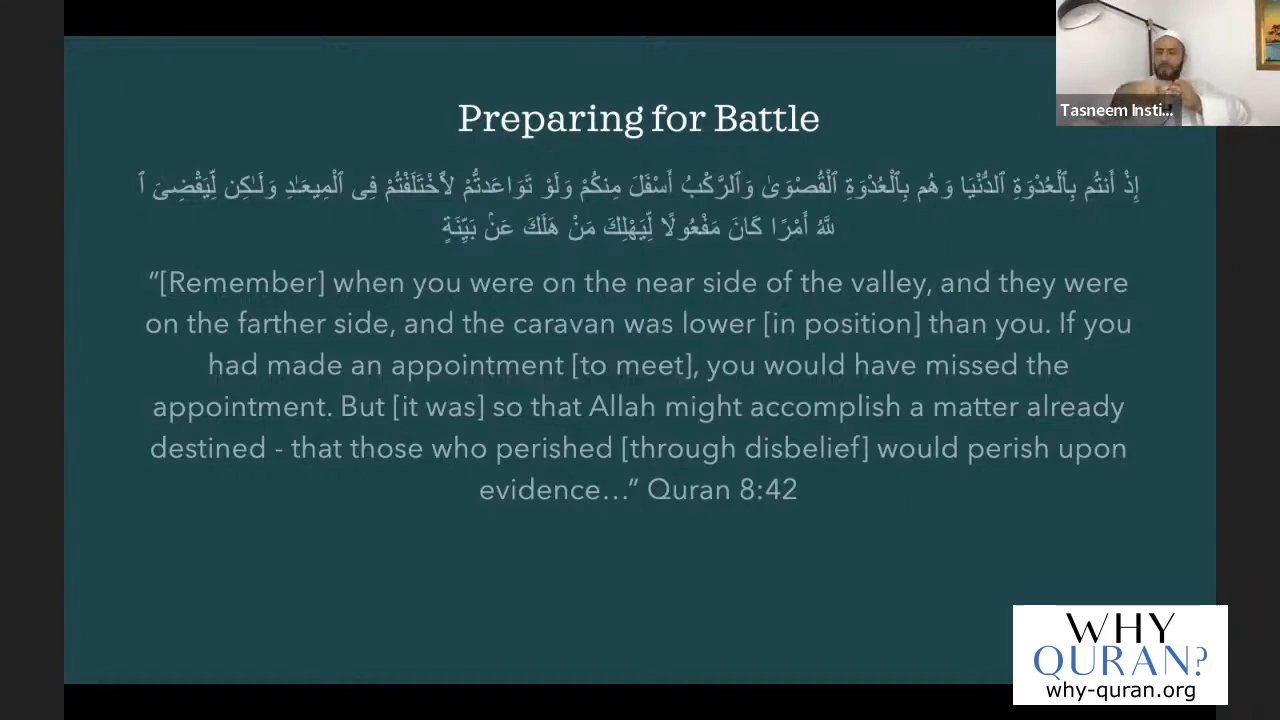 Tasneem Insti...
Preparing for Battle
إِذْ أَنتُم بِٱلْعُدْوَةِ ٱلدُّنْيَا وَهُم بِٱلْعُدْوَةِ ٱلْقُصْوَىٰ وَٱلرَّكْبُ أَسْفَلَ مِنكُمْ وَلَوْ تَوَاعَدتُّمْ لَٱخْتَلَفْتُمْ فِى ٱلْمِيعَـٰدِ وَلَـٰكِن لِّيَقْضِىَ ٱ
للَّهُ أَمْرًا كَانَ مَفْعُولًا لِّيَهْلِكَ مَنْ هَلَكَ عَنۢ بَيِّنَةٍ
“[Remember] when you were on the near side of the valley, and they were
on the farther side, and the caravan was lower [in position] than you. If you
had made an appointment [to meet], you would have missed the
appointment. But [it was] so that Allah might accomplish a matter already
destined - that those who perished [through disbelief] would perish upon
evidence…” Quran 8:42
WHY
QURAN?
why-quran.org